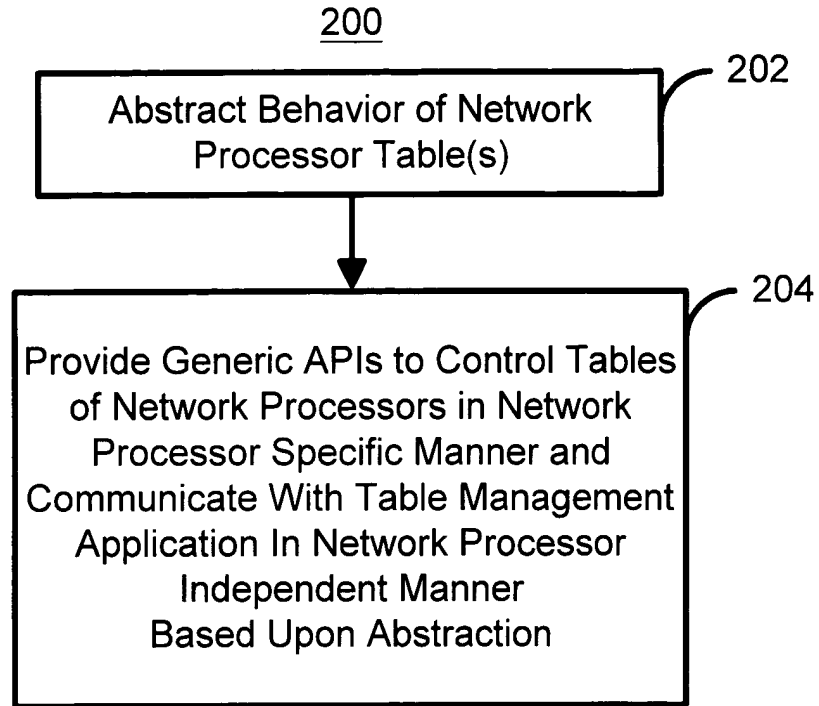 200
202
Abstract Behavior of Network
Processor Table(s)
204
Provide Generic APIs to Control Tables
of Network Processors in Network
Processor Specific Manner and
Communicate With Table Management
Application In Network Processor
Independent Manner
Based Upon Abstraction